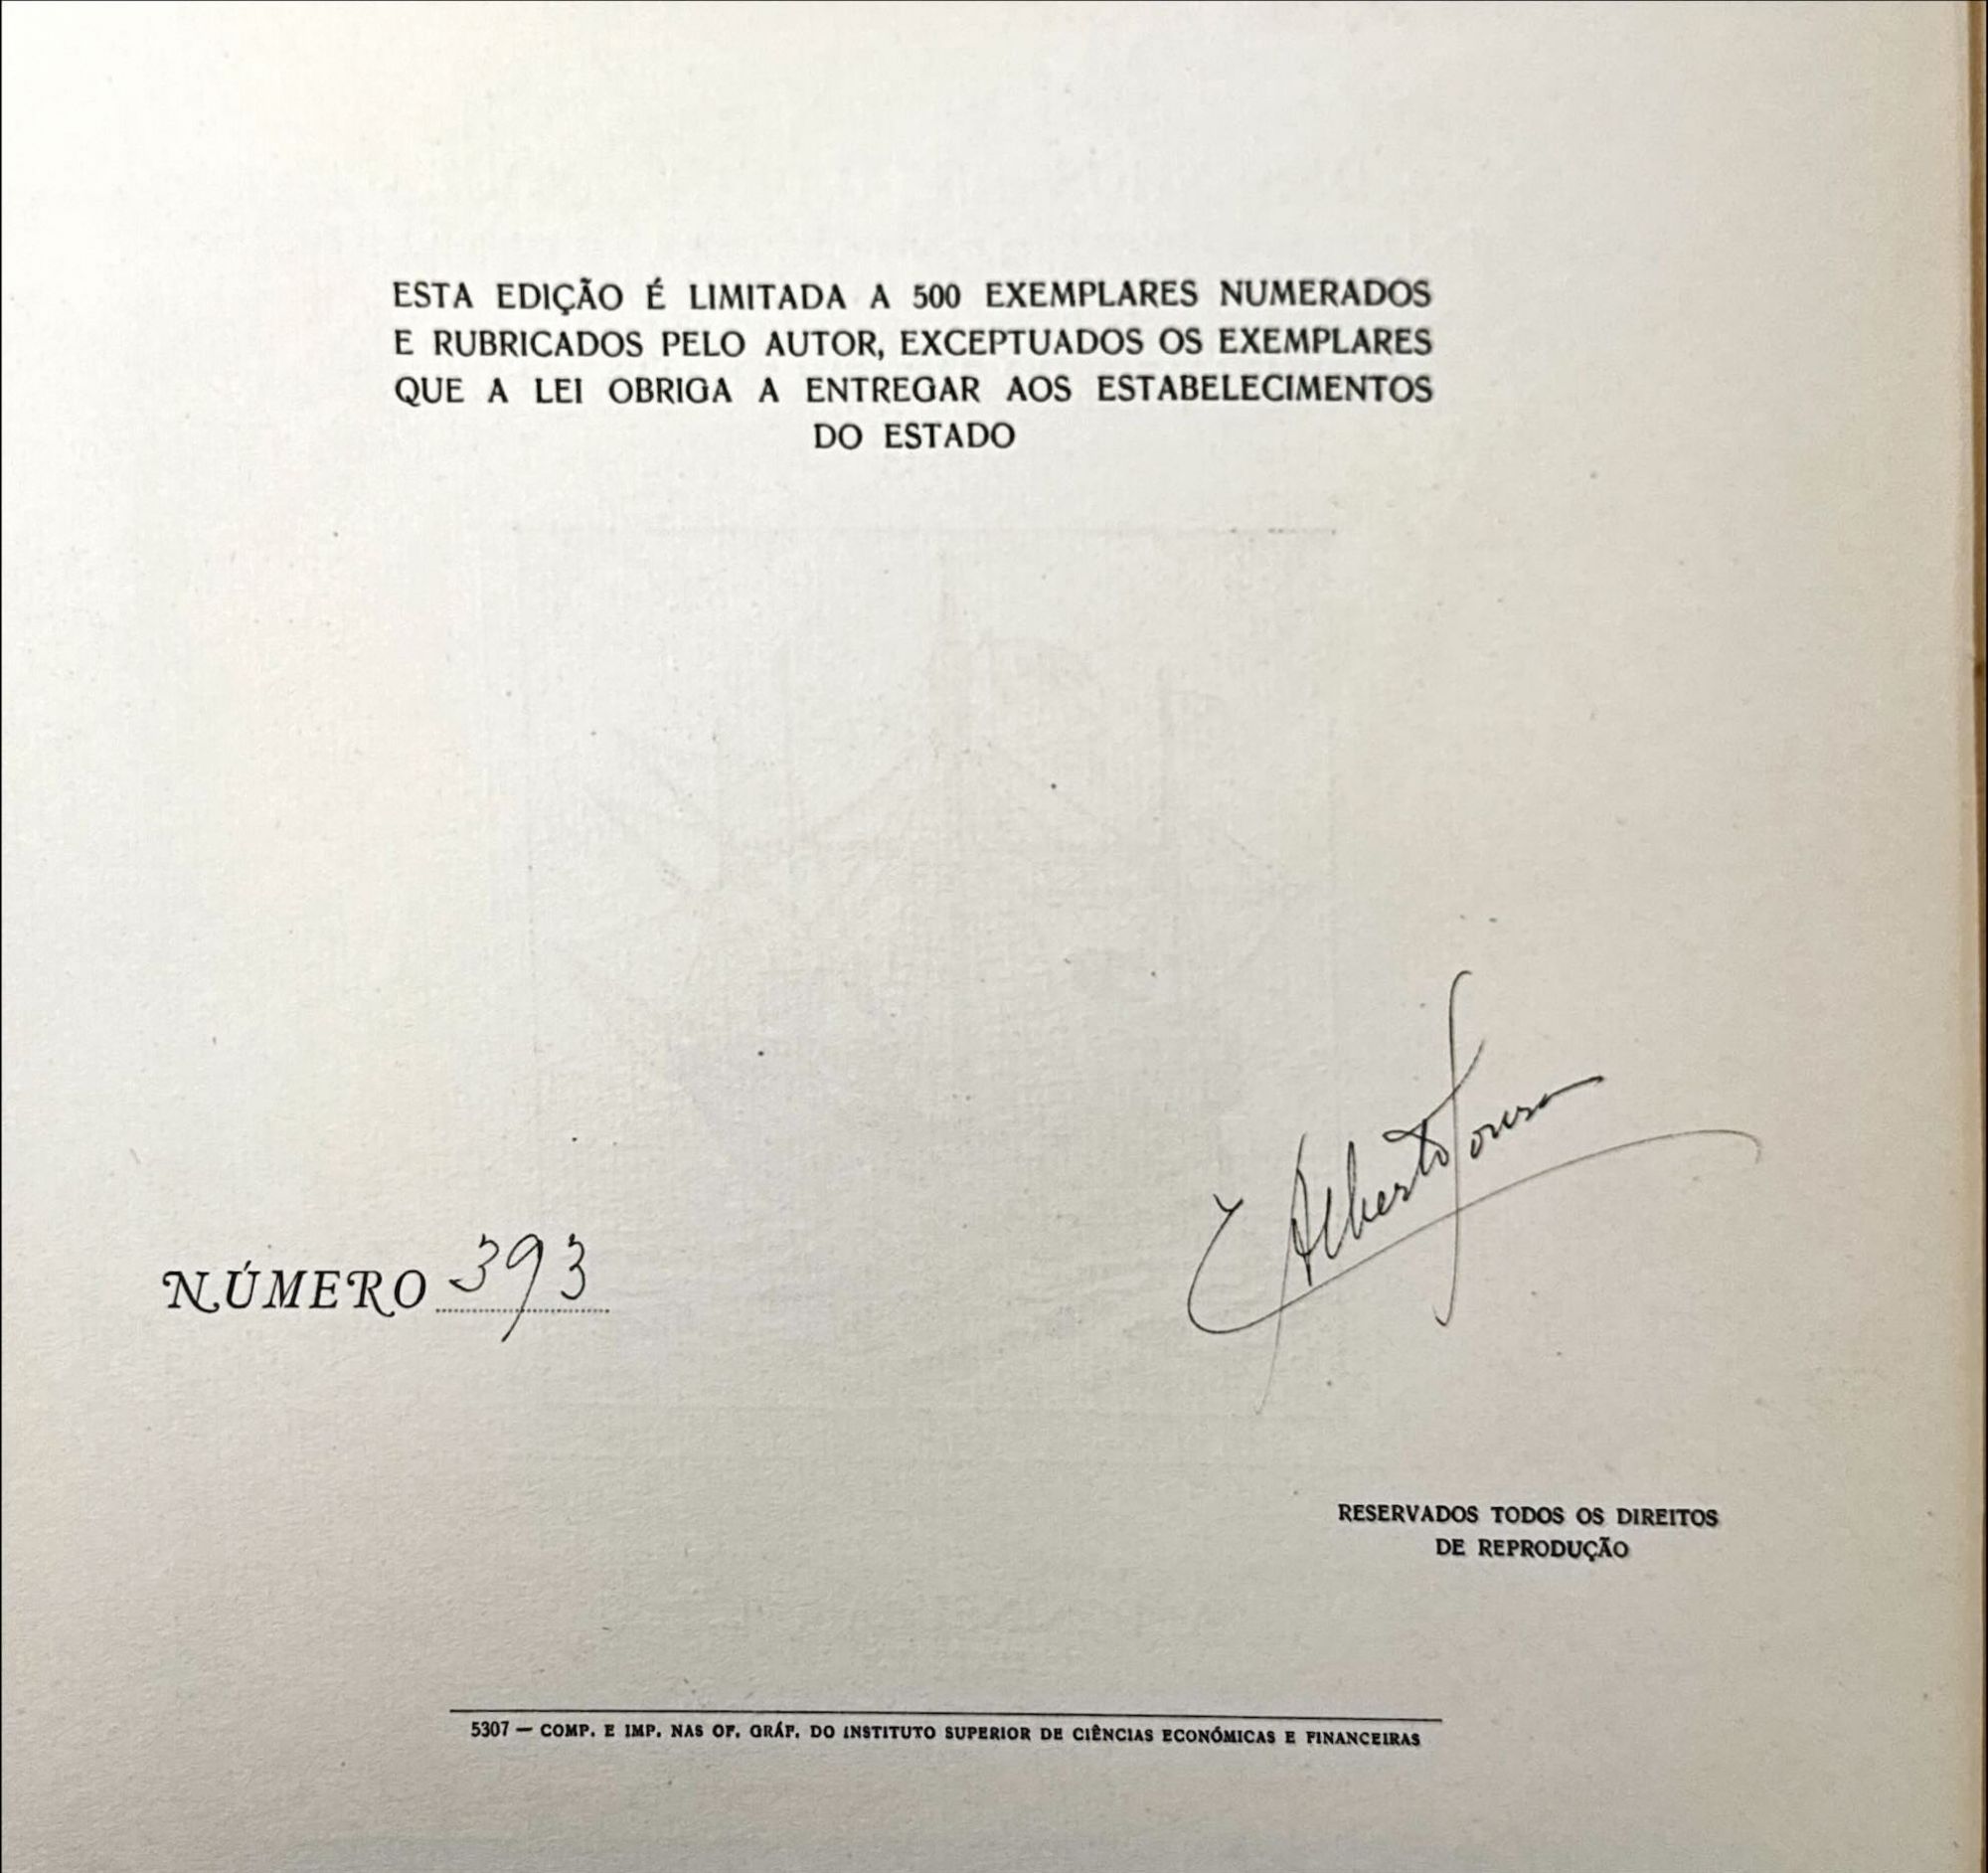 ESTA EDIÇÃO É LIMITADA A 500 EXEMPLARES NUMERADOS
E RUBRICADOS PELO AUTOR, EXCEPTUADOS OS EXEMPLARES
QUE A LEI OBRIGA A ENTREGAR AOS ESTABELECIMENTOS
DO ESTADO
Alberto Sousa
NÚMERO 393
RESERVADOS TODOS OS DIREITOS
DE REPRODUÇÃO
5307 — COMP. E IMP. NAS OF. GRÁF. DO INSTITUTO SUPERIOR DE CIÊNCIAS ECONÓMICAS E FINANCEIRAS